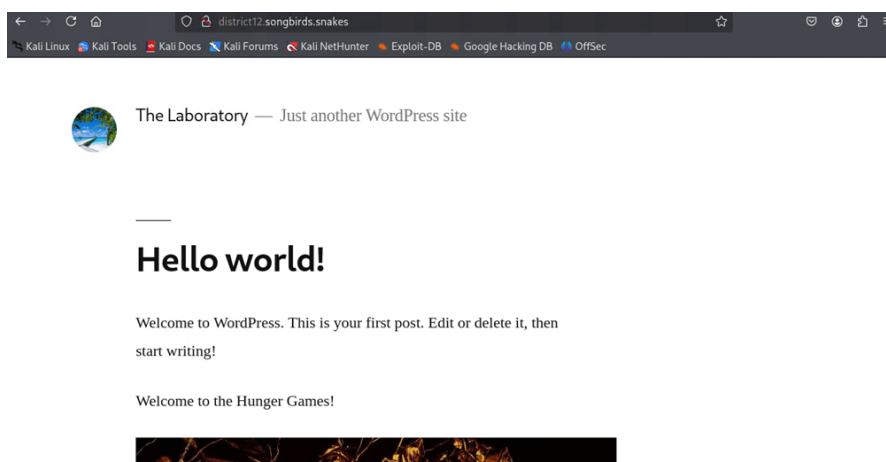 district12.songbirds.snakes
Kali Linux Kali Tools Kali Docs Kali Forums Kali NetHunter Exploit-DB Google Hacking DB OffSec
The Laboratory — Just another WordPress site
Hello world!
Welcome to WordPress. This is your first post. Edit or delete it, then
start writing!
Welcome to the Hunger Games!